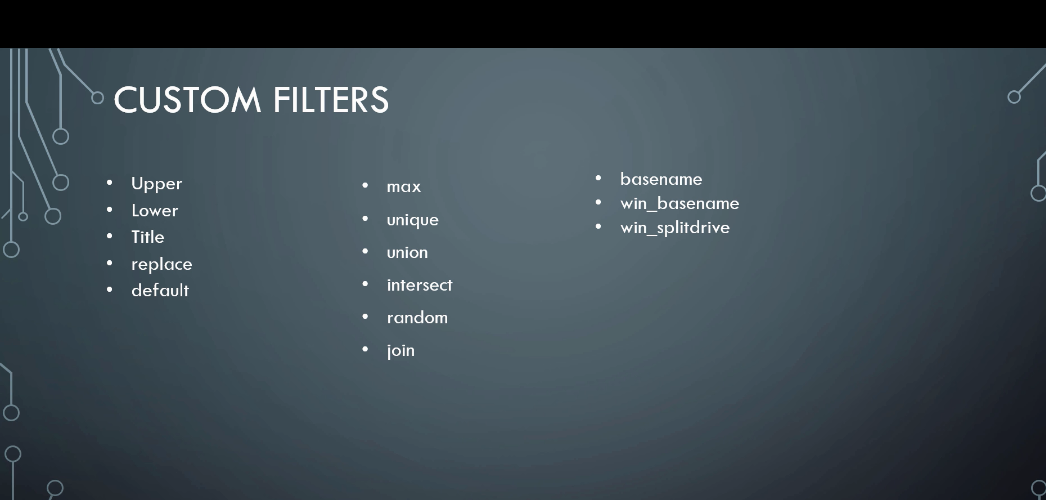 CUSTOM FILTERS
• Upper
• Lower
• Title
• replace
• default
• max
• unique
• union
• intersect
• random
• join
• basename
• win_basename
• win_splitdrive